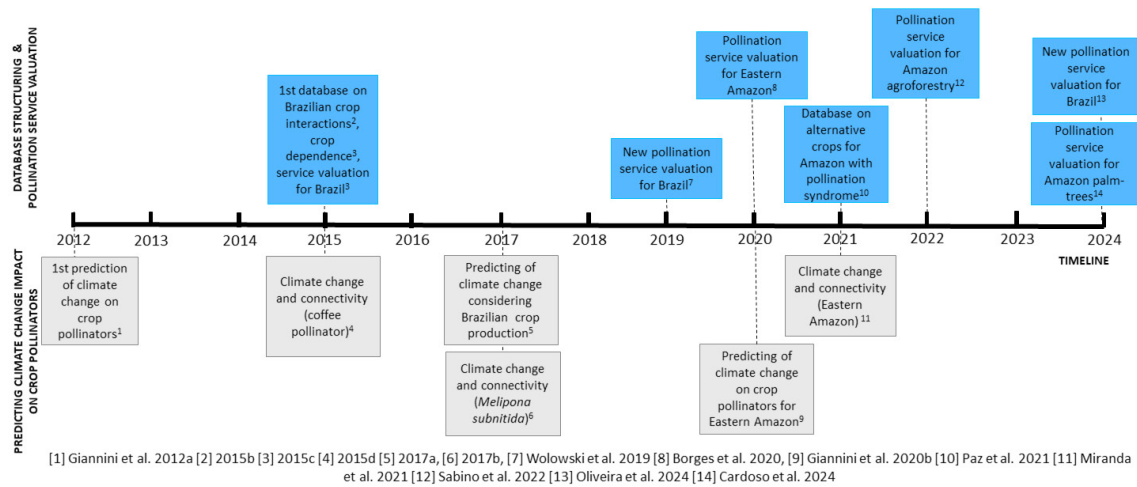 DATABASE STRUCTURING &
POLLINATION SERVICE VALUATION
1st database on
Brazilian crop
interactions2,
crop
dependence3,
service valuation
for Brazil3
New pollination
service valuation
for Brazil7
Pollination
service valuation
for Eastern
Amazon8
Database on
alternative
crops for
Amazon with
pollination
syndrome10
Pollination
service
valuation for
Amazon
agroforestry12
New pollination
service
valuation for
Brazil13
Pollination
service
valuation for
Amazon palm-
trees14
2012 2013 2014 2015 2016 2017 2018 2019 2020 2021 2022 2023 2024
TIMELINE
PREDICTING CLIMATE CHANGE IMPACT
ON CROP POLLINATORS
1st prediction
of climate
change on
crop
pollinators1
Climate change
and connectivity
(coffee
pollinator)4
Predicting of
climate change
considering
Brazilian crop
production5
Climate change
and connectivity
(Melipona
subnitida)6
Predicting of
climate change
on crop
pollinators for
Eastern Amazon9
Climate change
and connectivity
(Eastern
Amazon) 11
[1] Giannini et al. 2012a [2] 2015b [3] 2015c [4] 2015d [5] 2017a, [6] 2017b, [7] Wolowski et al. 2019 [8] Borges et al. 2020, [9] Giannini et al. 2020b [10] Paz et al. 2021 [11] Miranda
et al. 2021 [12] Sabino et al. 2022 [13] Oliveira et al. 2024 [14] Cardoso et al. 2024